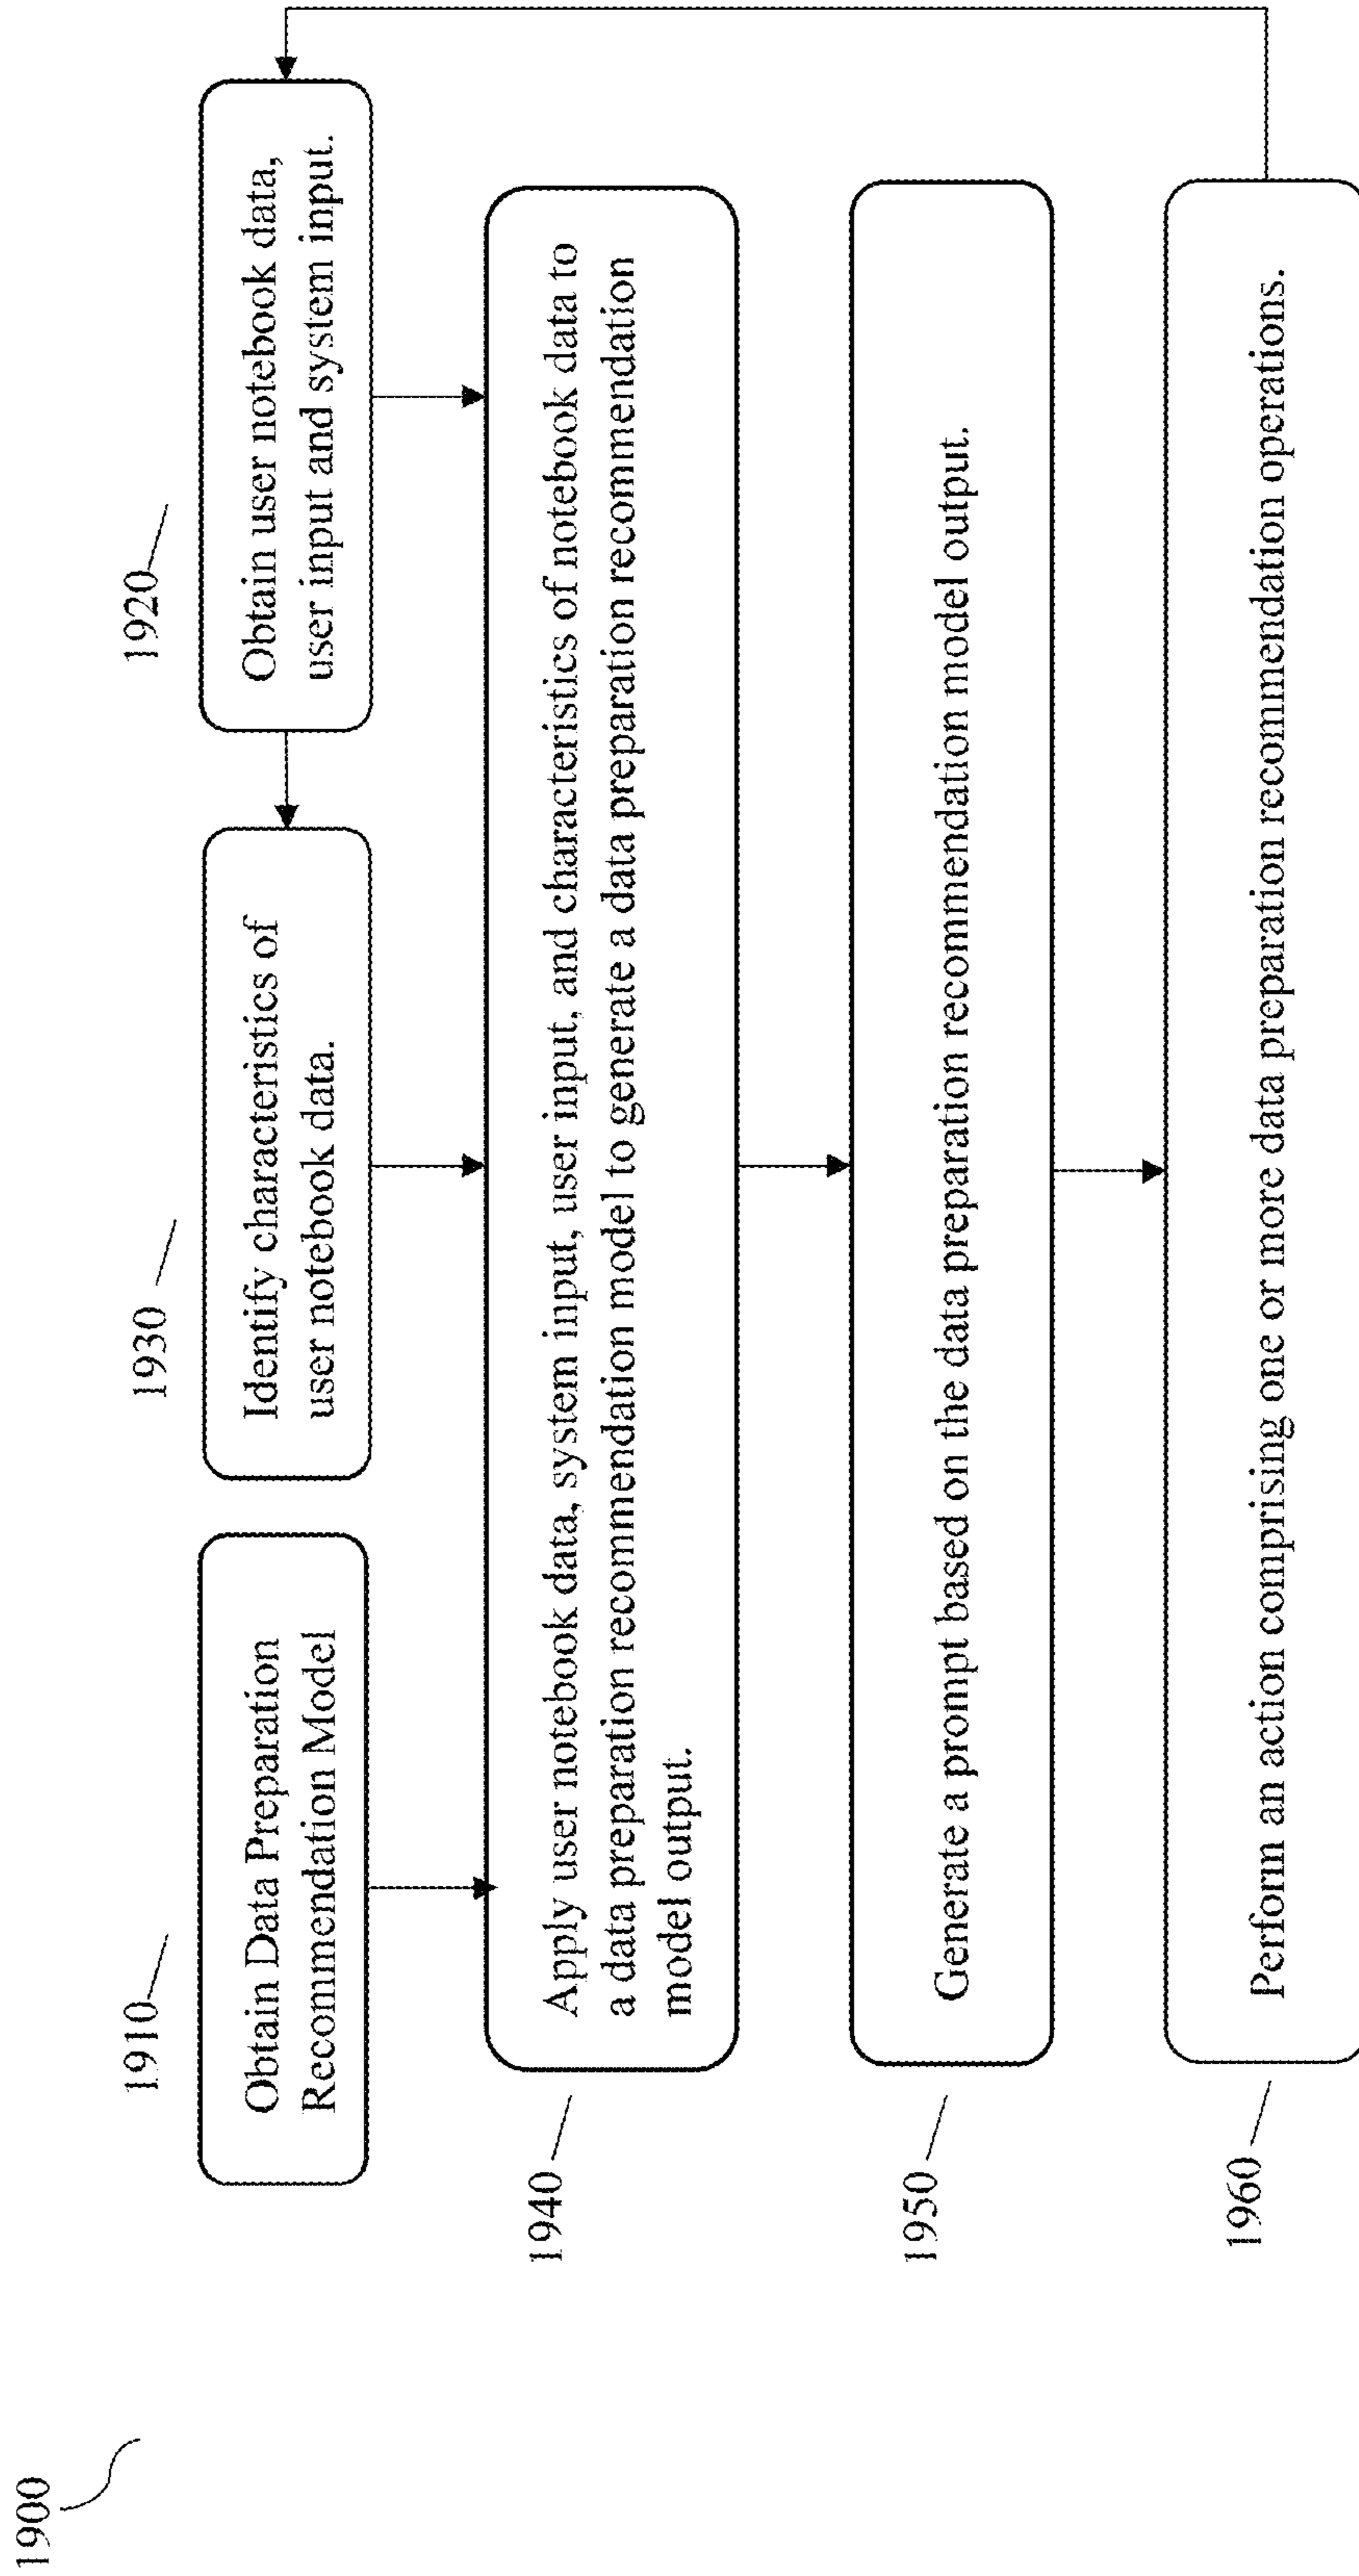 1900
1910
1930
1920
Obtain Data Preparation
Recommendation Model
Identify characteristics of
user notebook data.
Obtain user notebook data,
user input and system input.
1940
Apply user notebook data, system input, user input, and characteristics of notebook data to
a data preparation recommendation model to generate a data preparation recommendation
model output.
1950
Generate a prompt based on the data preparation recommendation model output.
1960
Perform an action comprising one or more data preparation recommendation operations.